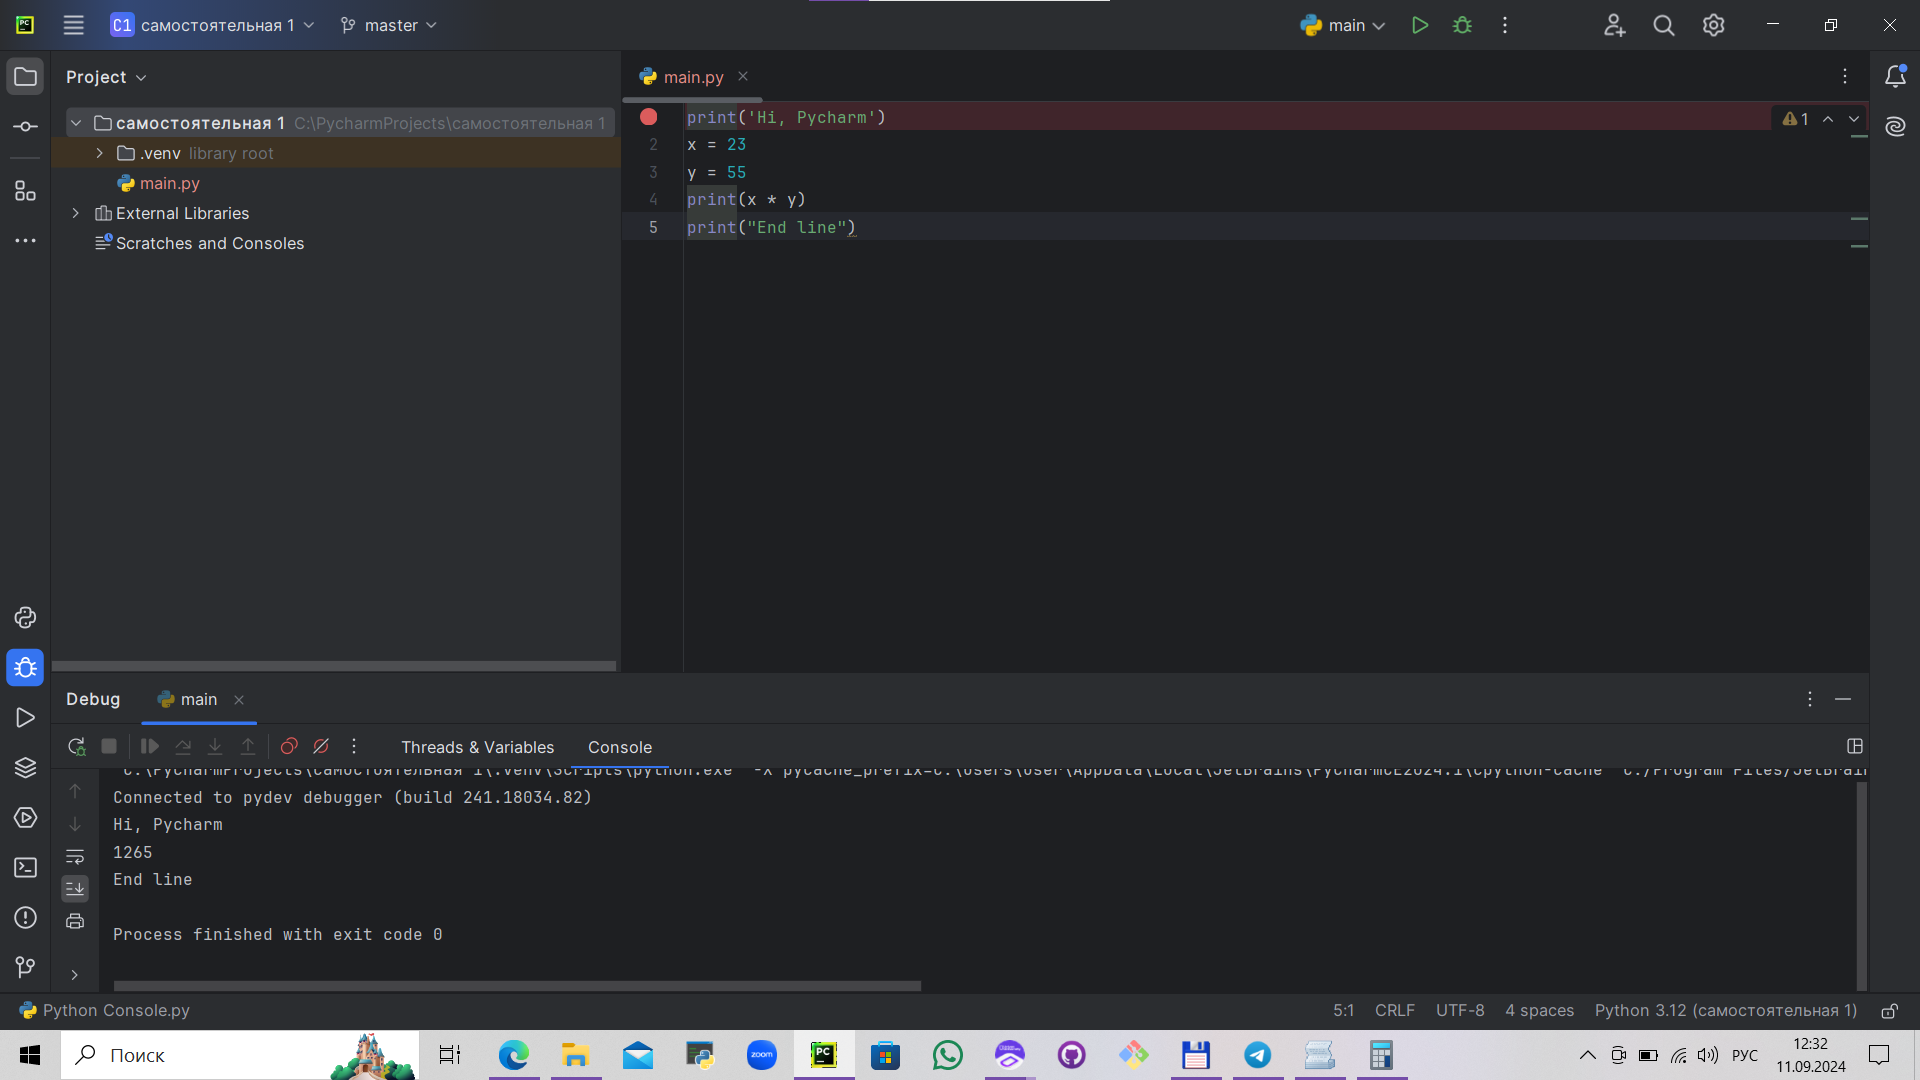 C1 самостоятельная 1 master main
Project
main.py
самостоятельная 1 C:\PycharmProjects\самостоятельная 1
.venv library root
main.py
External Libraries
Scratches and Consoles
print('Hi, Pycharm')
1
2 x = 23
3 y = 55
4 print(x * y)
5 print("End line")
Debug main
Threads & Variables Console
C:\PycharmProjects\самостоятельная 1\.venv\Scripts\python.exe" -X pycache_prefix=C:\Users\User\AppData\Local\JetBrains\PyCharmCE2024.1\cpython-cache "C:/Program Files/JetBrai
Connected to pydev debugger (build 241.18034.82)
Hi, Pycharm
1265
End line
Process finished with exit code 0
Python Console.py 5:1 CRLF UTF-8 4 spaces Python 3.12 (самостоятельная 1)
Поиск
zoom
PC
РУС
12:32
11.09.2024